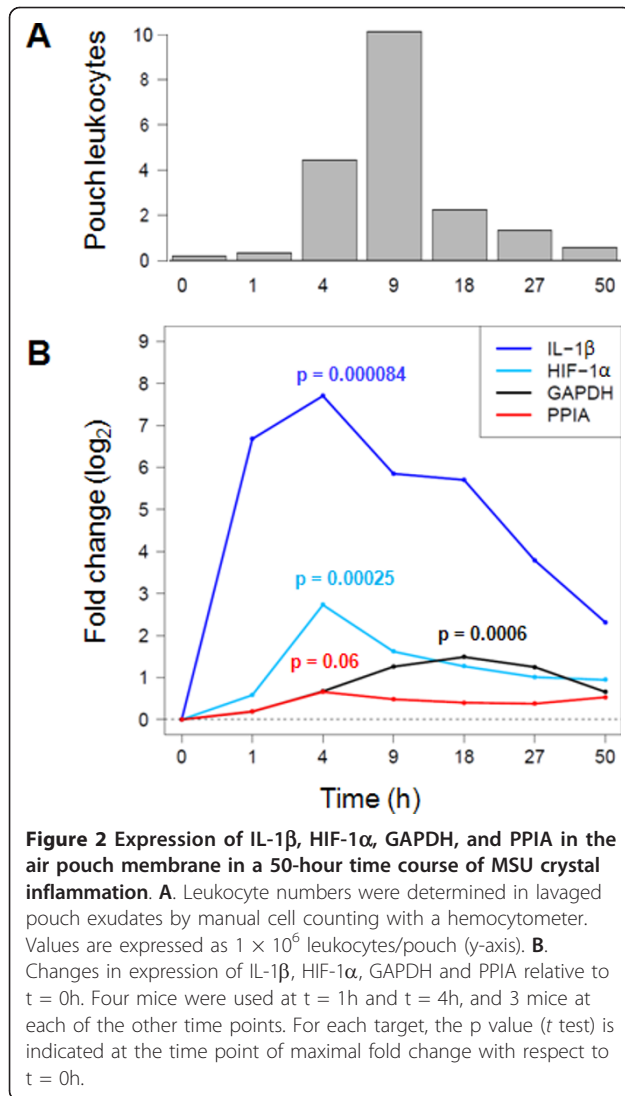 A
Pouch leukocytes
10
8
6
4
2
0
0 1 4 9 18 27 50
B
Fold change (log2)
9
8
7
6
5
4
3
2
1
0
IL−1β
HIF−1α
GAPDH
PPIA
p = 0.000084
p = 0.00025
p = 0.0006
p = 0.06
0 1 4 9 18 27 50
Time (h)
Figure 2 Expression of IL-1β, HIF-1α, GAPDH, and PPIA in the
air pouch membrane in a 50-hour time course of MSU crystal
inflammation. A. Leukocyte numbers were determined in lavaged
pouch exudates by manual cell counting with a hemocytometer.
Values are expressed as 1 × 10⁶ leukocytes/pouch (y-axis). B.
Changes in expression of IL-1β, HIF-1α, GAPDH and PPIA relative to
t = 0h. Four mice were used at t = 1h and t = 4h, and 3 mice at
each of the other time points. For each target, the p value (t test) is
indicated at the time point of maximal fold change with respect to
t = 0h.